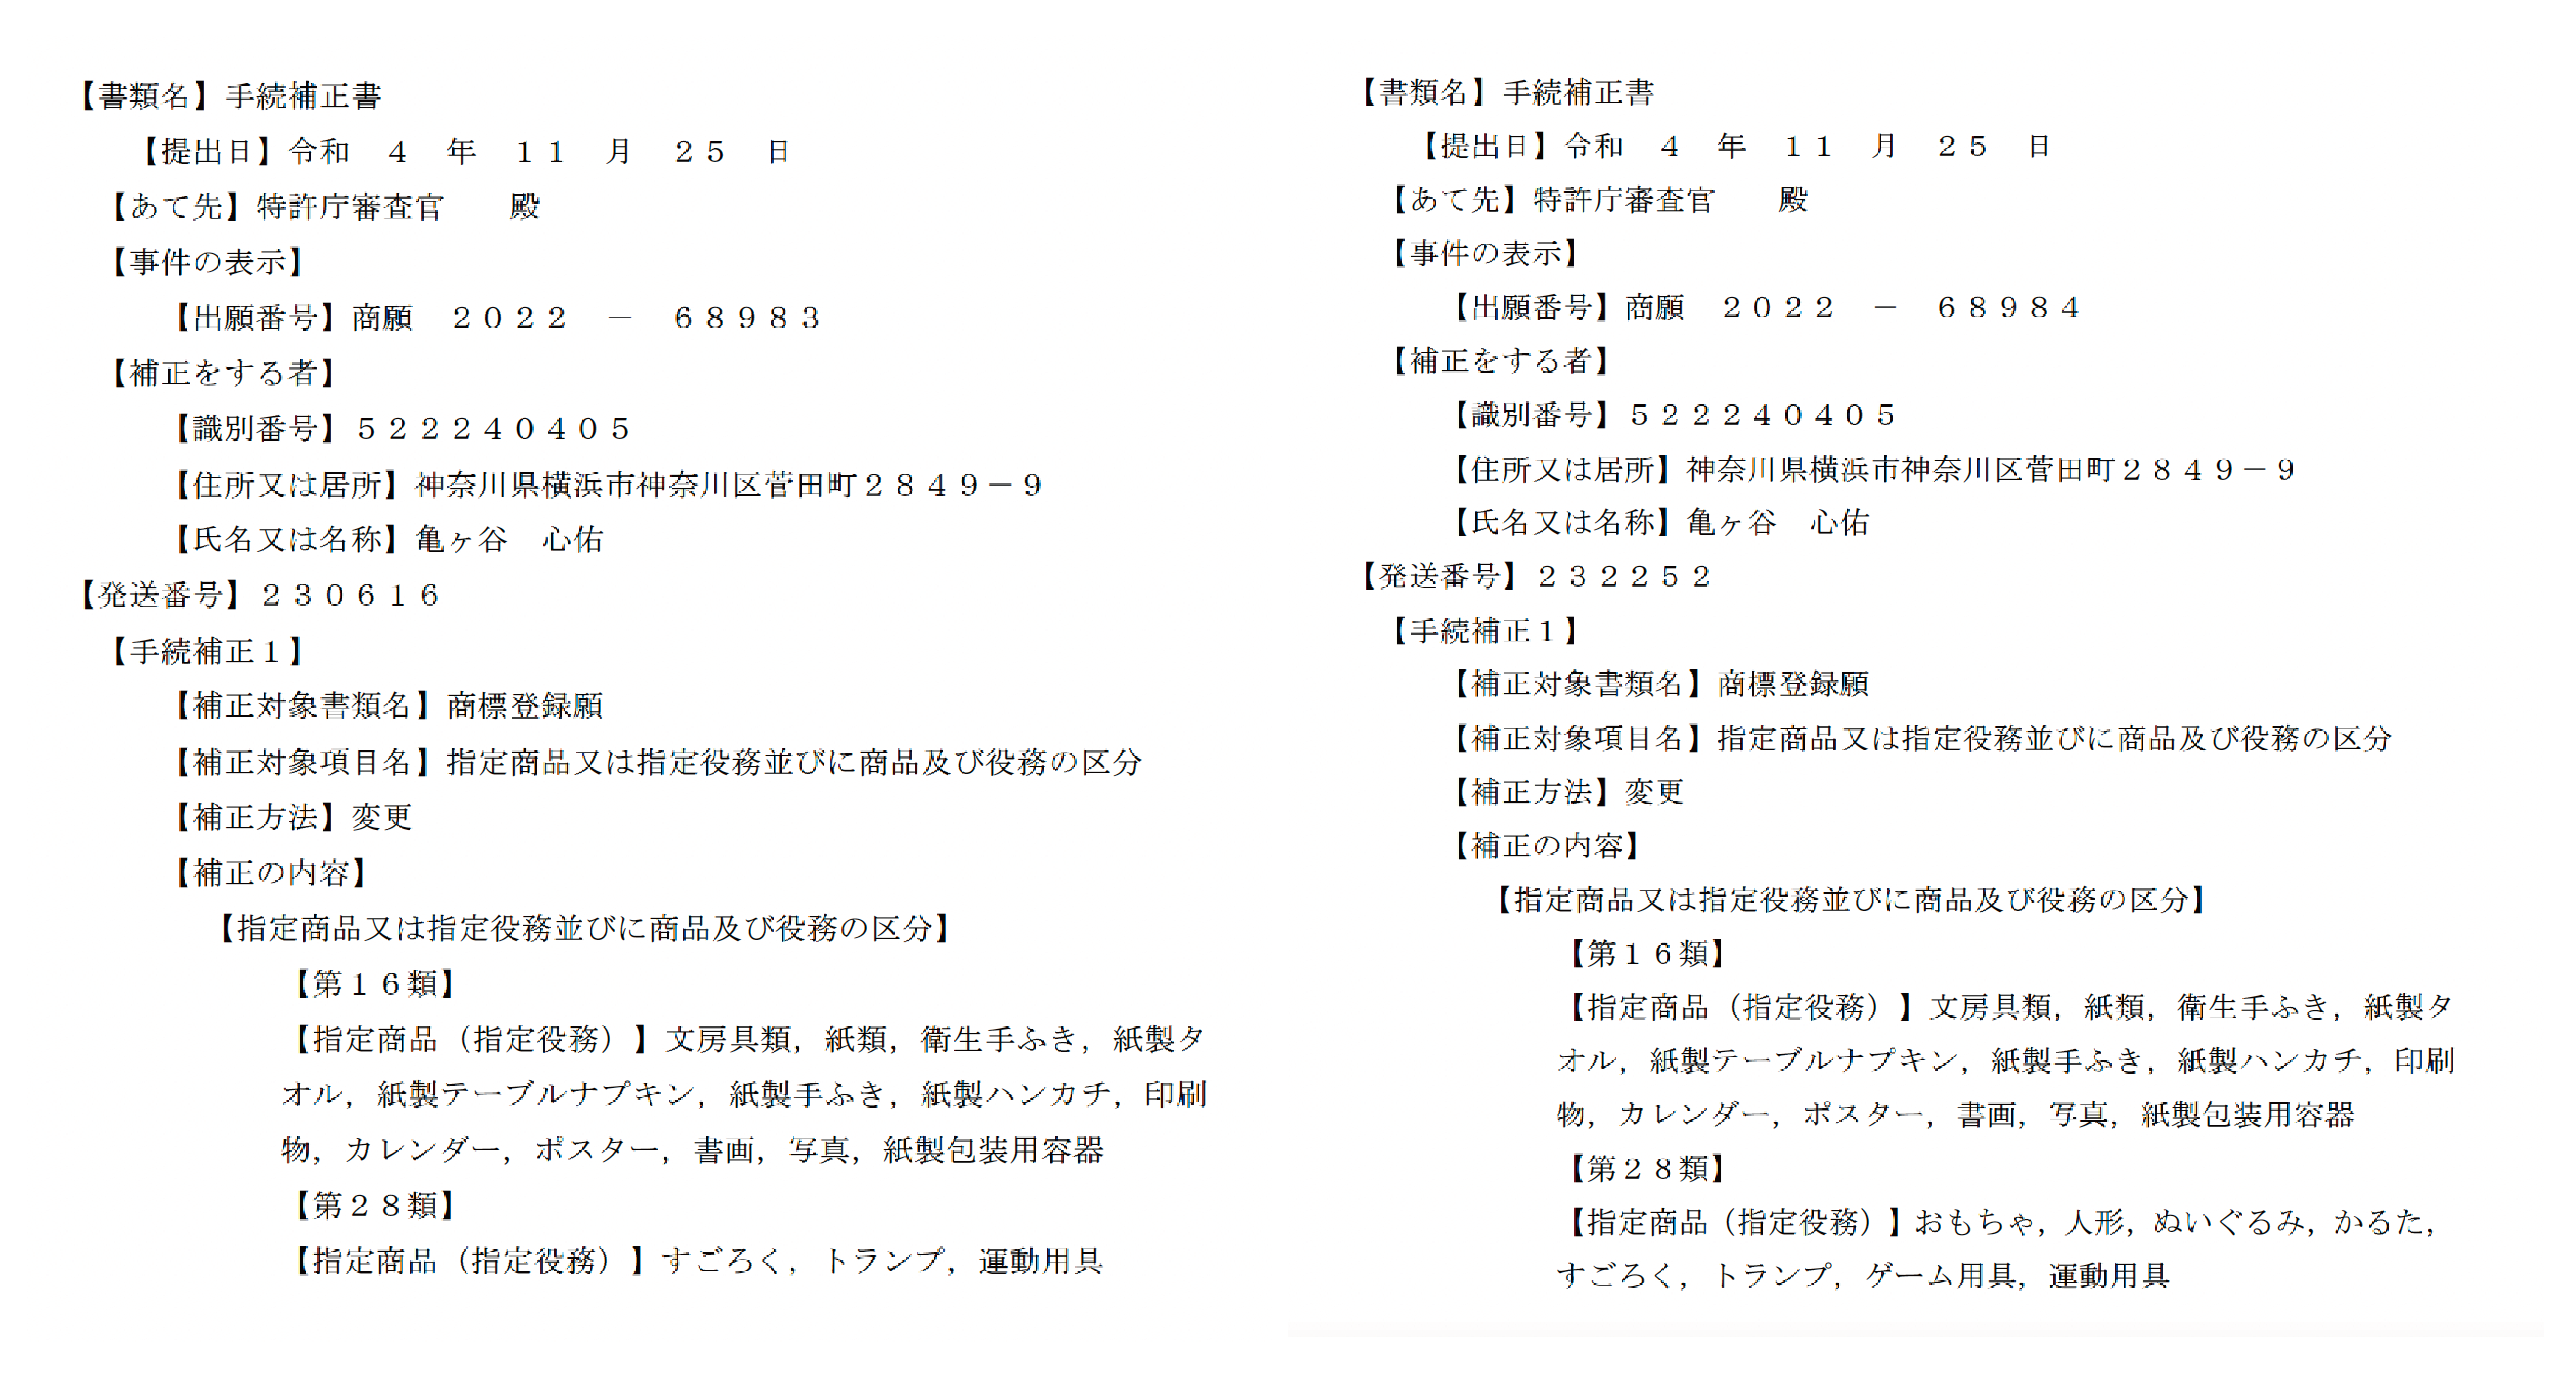 【書類名】手続補正書
【提出日】令和　４　年　１１　月　２５　日
【あて先】特許庁審査官　　殿
【事件の表示】
【出願番号】商願　２０２２　－　６８９８３
【補正をする者】
【識別番号】５２２２４０４０５
【住所又は居所】神奈川県横浜市神奈川区菅田町２８４９－９
【氏名又は名称】亀ヶ谷　心佑
【発送番号】２３０６１６
【手続補正１】
【補正対象書類名】商標登録願
【補正対象項目名】指定商品又は指定役務並びに商品及び役務の区分
【補正方法】変更
【補正の内容】
【指定商品又は指定役務並びに商品及び役務の区分】
【第１６類】
【指定商品（指定役務）】文房具類，紙類，衛生手ふき，紙製タ
オル，紙製テーブルナプキン，紙製手ふき，紙製ハンカチ，印刷
物，カレンダー，ポスター，書画，写真，紙製包装用容器
【第２８類】
【指定商品（指定役務）】すごろく，トランプ，運動用具
【書類名】手続補正書
【提出日】令和　４　年　１１　月　２５　日
【あて先】特許庁審査官　　殿
【事件の表示】
【出願番号】商願　２０２２　－　６８９８４
【補正をする者】
【識別番号】５２２２４０４０５
【住所又は居所】神奈川県横浜市神奈川区菅田町２８４９－９
【氏名又は名称】亀ヶ谷　心佑
【発送番号】２３２２５２
【手続補正１】
【補正対象書類名】商標登録願
【補正対象項目名】指定商品又は指定役務並びに商品及び役務の区分
【補正方法】変更
【補正の内容】
【指定商品又は指定役務並びに商品及び役務の区分】
【第１６類】
【指定商品（指定役務）】文房具類，紙類，衛生手ふき，紙製タ
オル，紙製テーブルナプキン，紙製手ふき，紙製ハンカチ，印刷
物，カレンダー，ポスター，書画，写真，紙製包装用容器
【第２８類】
【指定商品（指定役務）】おもちゃ，人形，ぬいぐるみ，かるた，
すごろく，トランプ，ゲーム用具，運動用具